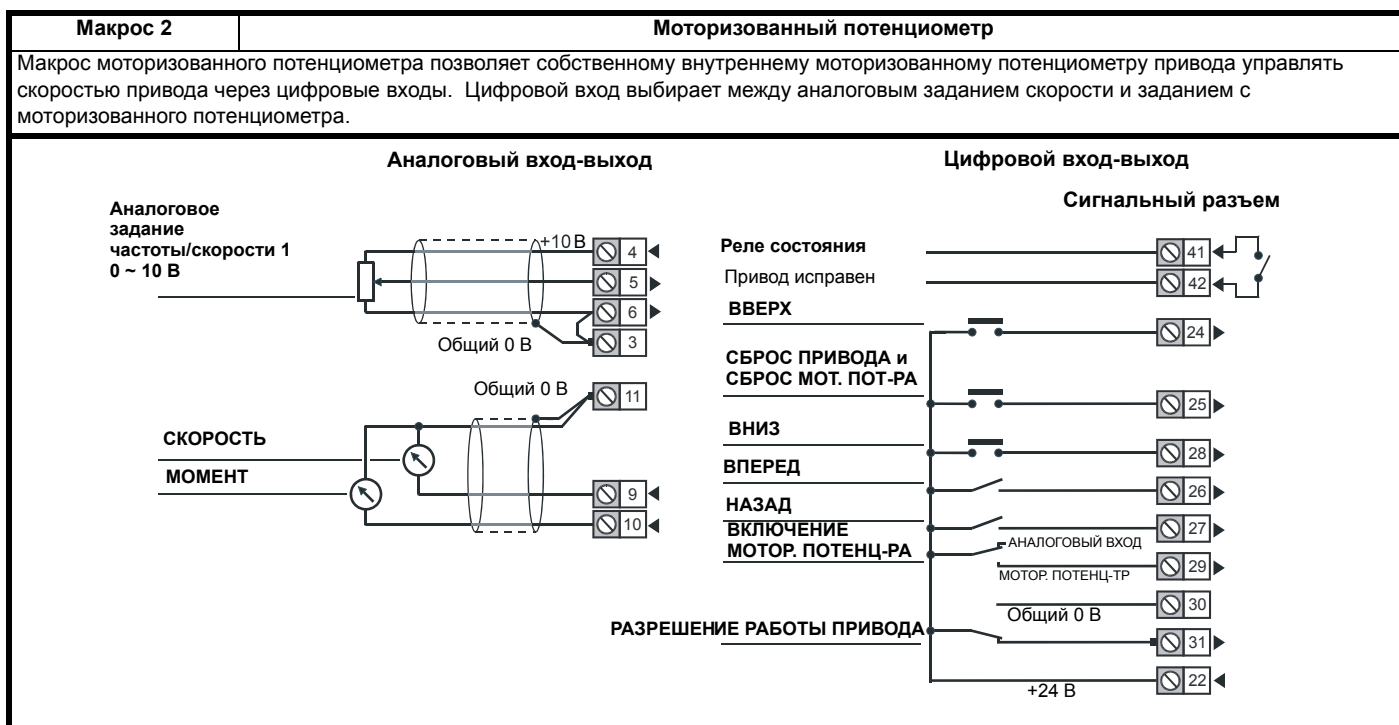 Макрос 2
Моторизованный потенциометр
Макрос моторизованного потенциометра позволяет собственному внутреннему моторизованному потенциометру привода управлять
скоростью привода через цифровые входы. Цифровой вход выбирает между аналоговым заданием скорости и заданием с
моторизованного потенциометра.
Аналоговый вход-выход
Аналоговое
задание
частоты/скорости 1
0 ~ 10 В
+10 В
4
5
6
3
Общий 0 В
Общий 0 В
11
СКОРОСТЬ
МОМЕНТ
9
10
Цифровой вход-выход
Сигнальный разъем
Реле состояния
41
Привод исправен
42
ВВЕРХ
24
СБРОС ПРИВОДА и
СБРОС МОТ. ПОТ-РА
25
ВНИЗ
28
ВПЕРЕД
26
НАЗАД
27
ВКЛЮЧЕНИЕ
МОТОР. ПОТЕНЦ-РА
АНАЛОГОВЫЙ ВХОД
29
МОТОР. ПОТЕНЦ-ТР
30
Общий 0 В
РАЗРЕШЕНИЕ РАБОТЫ ПРИВОДА
31
22
+24 В